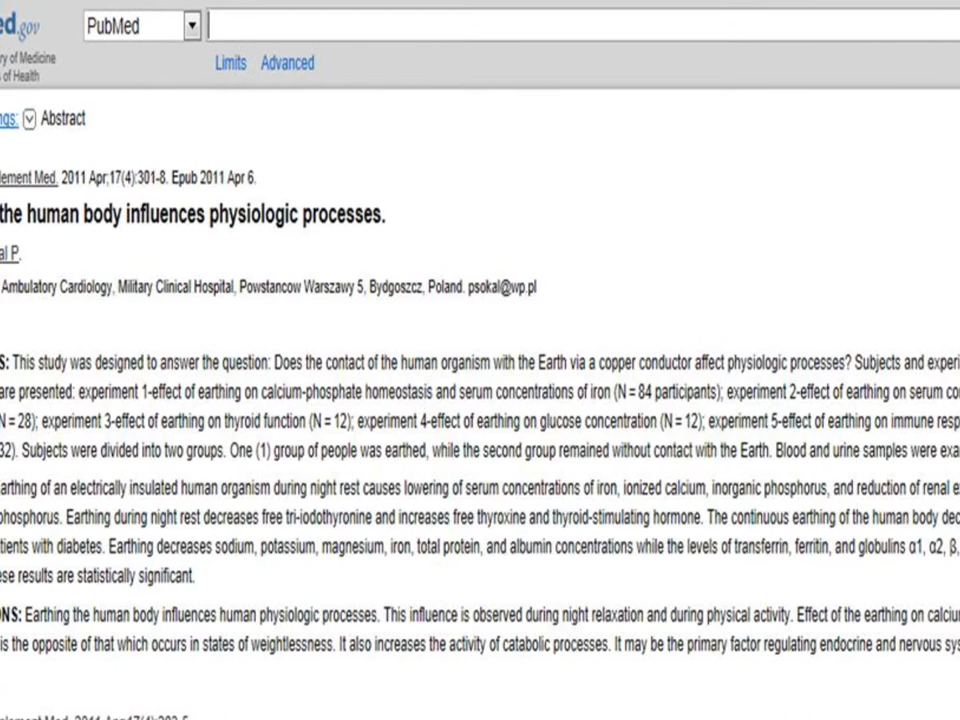 ed.gov
PubMed
ry of Medicine
s of Health
Limits Advanced
ngs: Abstract
lement Med. 2011 Apr;17(4):301-8. Epub 2011 Apr 6.
the human body influences physiologic processes.
al P.
Ambulatory Cardiology, Military Clinical Hospital, Powstancow Warszawy 5, Bydgoszcz, Poland. psokal@wp.pl
S: This study was designed to answer the question: Does the contact of the human organism with the Earth via a copper conductor affect physiologic processes? Subjects and experi
are presented: experiment 1-effect of earthing on calcium-phosphate homeostasis and serum concentrations of iron (N = 84 participants); experiment 2-effect of earthing on serum co
N = 28); experiment 3-effect of earthing on thyroid function (N = 12); experiment 4-effect of earthing on glucose concentration (N = 12); experiment 5-effect of earthing on immune resp
32). Subjects were divided into two groups. One (1) group of people was earthed, while the second group remained without contact with the Earth. Blood and urine samples were exa
arthing of an electrically insulated human organism during night rest causes lowering of serum concentrations of iron, ionized calcium, inorganic phosphorus, and reduction of renal e
phosphorus. Earthing during night rest decreases free tri-iodothyronine and increases free thyroxine and thyroid-stimulating hormone. The continuous earthing of the human body dec
tients with diabetes. Earthing decreases sodium, potassium, magnesium, iron, total protein, and albumin concentrations while the levels of transferrin, ferritin, and globulins α1, α2, β,
ese results are statistically significant.
ONS: Earthing the human body influences human physiologic processes. This influence is observed during night relaxation and during physical activity. Effect of the earthing on calciu
is the opposite of that which occurs in states of weightlessness. It also increases the activity of catabolic processes. It may be the primary factor regulating endocrine and nervous sys